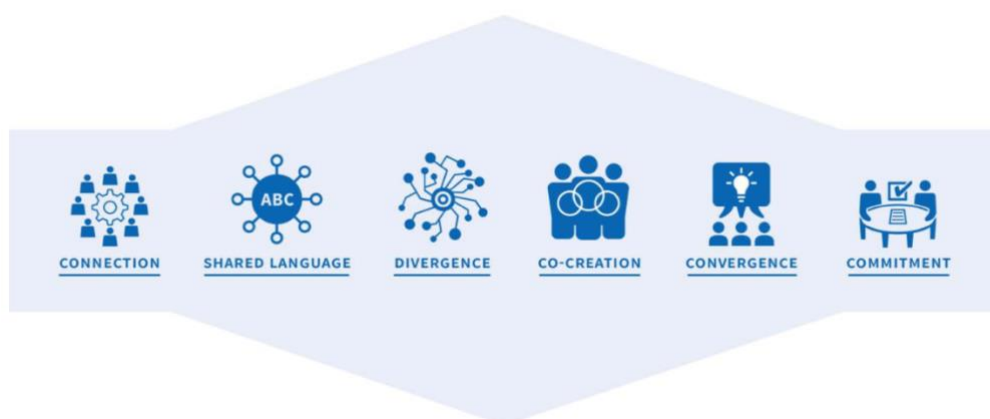 ABC
CONNECTION
SHARED LANGUAGE
DIVERGENCE
CO-CREATION
CONVERGENCE
COMMITMENT